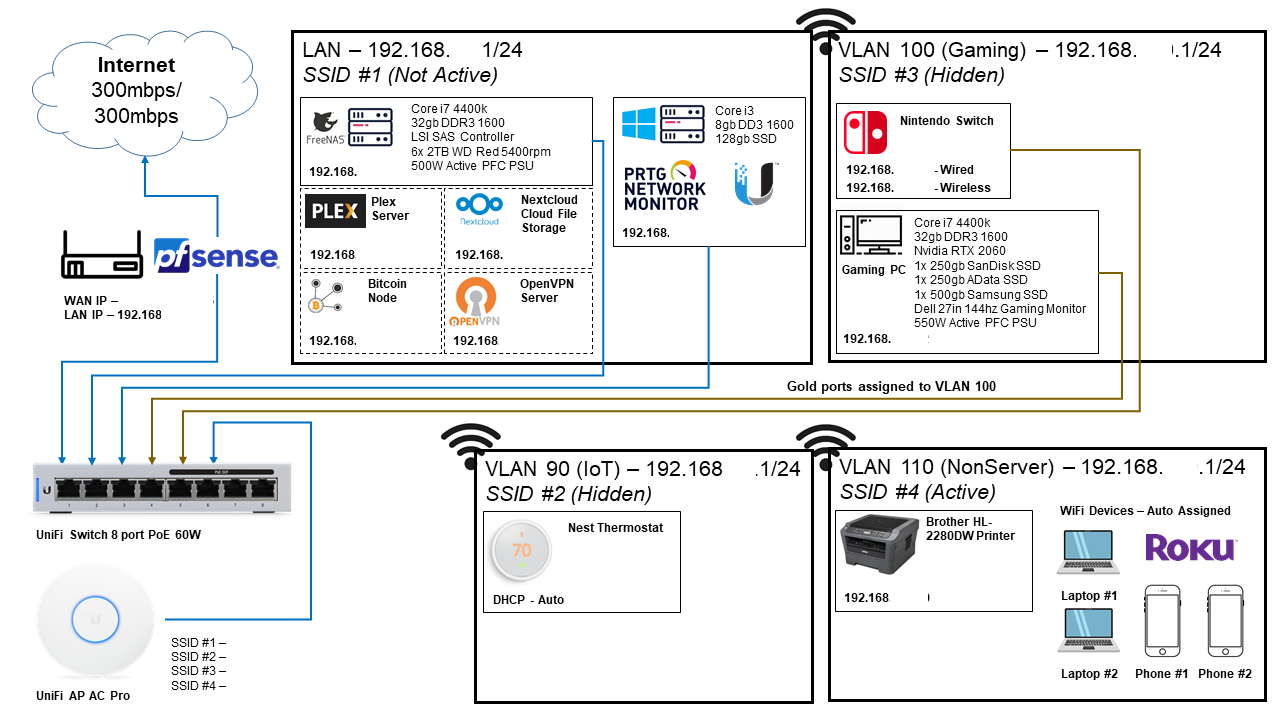 Internet
300mbps/
300mbps
pfsense
WAN IP –
LAN IP – 192.168
LAN – 192.168. 1/24
SSID #1 (Not Active)
FreeNAS
Core i7 4400k
32gb DDR3 1600
LSI SAS Controller
6x 2TB WD Red 5400rpm
500W Active PFC PSU
192.168.
PLEX
Plex
Server
192.168
Nextcloud
Nextcloud
Cloud File
Storage
192.168.
Bitcoin
Node
192.168.
OPENVPN
OpenVPN
Server
192.168
Core i3
8gb DD3 1600
128gb SSD
PRTG
NETWORK
MONITOR
U
192.168.
VLAN 100 (Gaming) – 192.168. .1/24
SSID #3 (Hidden)
Nintendo Switch
192.168. - Wired
192.168. - Wireless
Gaming PC
Core i7 4400k
32gb DDR3 1600
Nvidia RTX 2060
1x 250gb SanDisk SSD
1x 250gb AData SSD
1x 500gb Samsung SSD
Dell 27in 144hz Gaming Monitor
550W Active PFC PSU
192.168.
Gold ports assigned to VLAN 100
PoE OUT
1 2 3 4 5 6 7 8
UniFi Switch 8 port PoE 60W
SSID #1 –
SSID #2 –
SSID #3 –
SSID #4 –
UniFi AP AC Pro
VLAN 90 (IoT) – 192.168 .1/24
SSID #2 (Hidden)
70
Nest Thermostat
DHCP - Auto
VLAN 110 (NonServer) – 192.168. .1/24
SSID #4 (Active)
Brother HL-
2280DW Printer
192.168
WiFi Devices – Auto Assigned
Roku
Laptop #1
Laptop #2
Phone #1
Phone #2